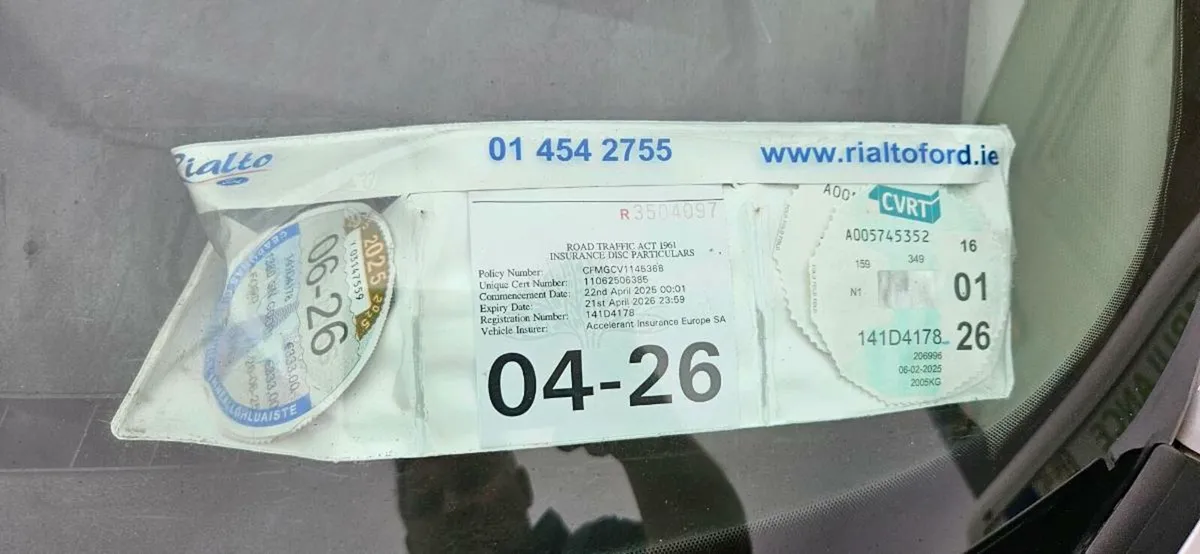 Rialto
01 454 2755
www.rialtoford.ie
2025
06-26
141D4178
R3504097
ROAD TRAFFIC ACT 1961
INSURANCE DISC PARTICULARS
Policy Number: CFMGCV1145368
Unique Cert Number: 11062506385
Commencement Date: 22nd April 2025 00:01
Expiry Date: 21st April 2026 23:59
Registration Number: 141D4178
Vehicle Insurer: Accelerant Insurance Europe SA
04-26
A00
CVRT
A005745352
16
159 349
N1
01
141D4178
26
206996
06-02-2025
2005KG